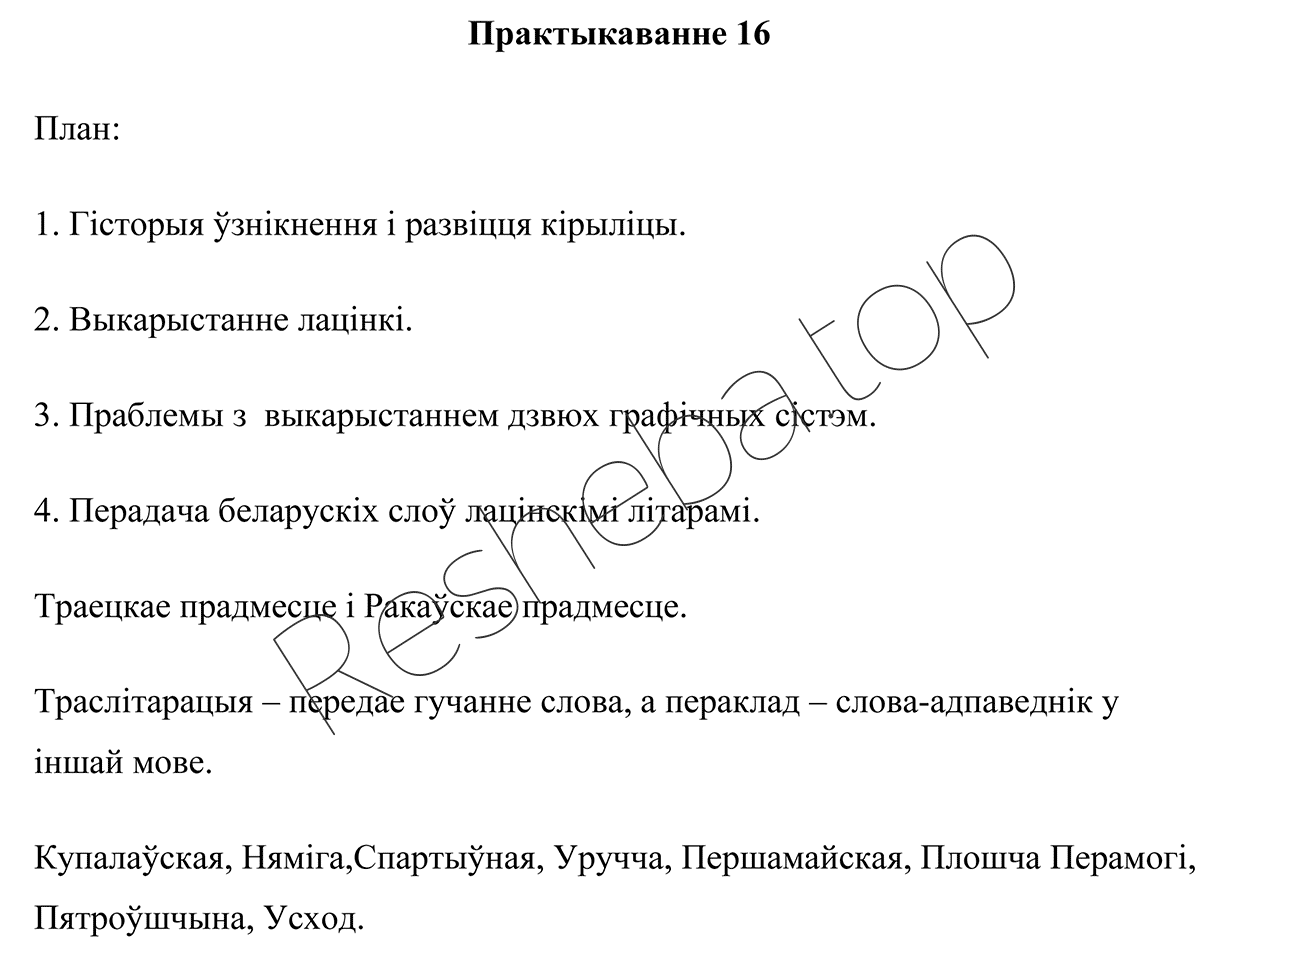 Практыкаванне 16
План:
1. Гісторыя ўзнікнення і развіцця кірыліцы.
2. Выкарыстанне лацінкі.
3. Праблемы з  выкарыстаннем дзвюх графічных сістэм.
4. Перадача беларускіх слоў лацінскімі літарамі.
Траецкае прадмесце і Ракаўскае прадмесце.
Траслітарацыя – передае гучанне слова, а пераклад – слова-адпаведнік у
іншай мове.
Купалаўская, Няміга,Спартыўная, Уручча, Першамайская, Плошча Перамогі,
Пятроўшчына, Усход.
Reshebatop